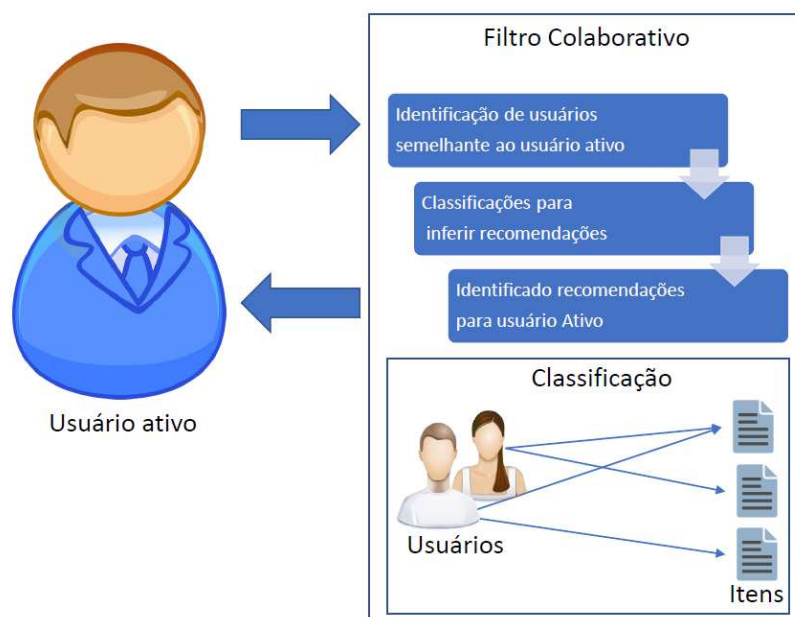 Filtro Colaborativo
Identificação de usuários
semelhante ao usuário ativo
Classificações para
inferir recomendações
Identificado recomendações
para usuário Ativo
Usuário ativo
Classificação
Usuários
Itens